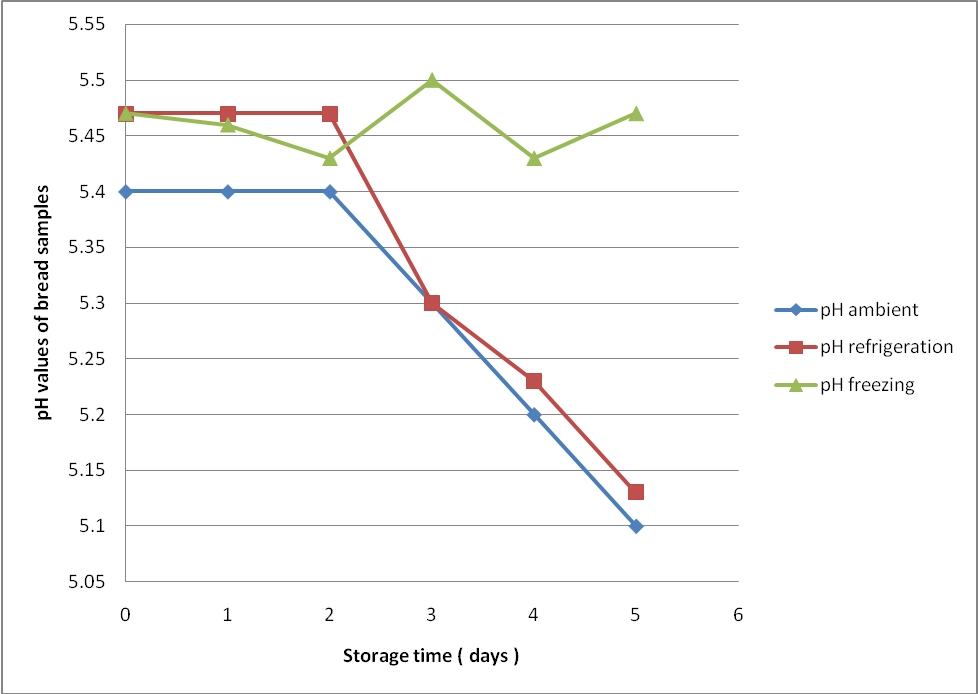 5.55
5.5
5.45
5.4
5.35
5.3
5.25
5.2
5.15
5.1
5.05
pH values of bread samples
0 1 2 3 4 5 6
Storage time ( days )
pH ambient
pH refrigeration
pH freezing